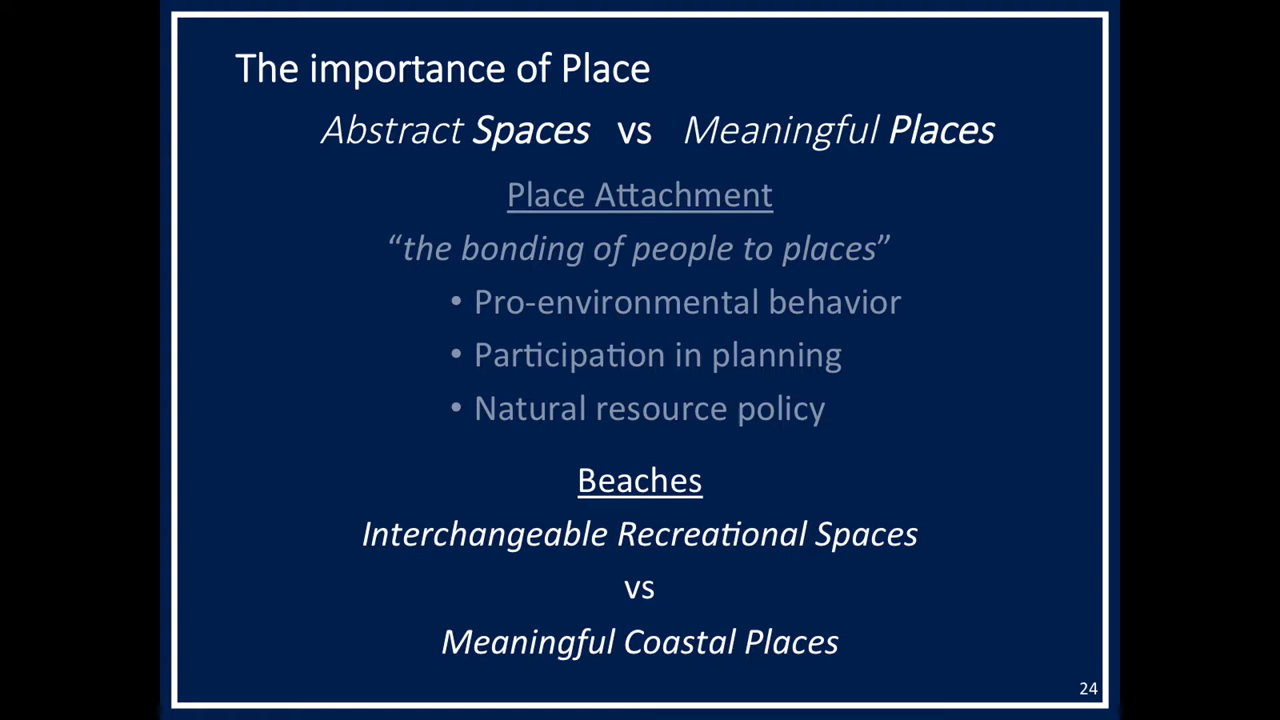 The importance of Place
Abstract Spaces vs Meaningful Places
Place Attachment
“the bonding of people to places”
• Pro-environmental behavior
• Participation in planning
• Natural resource policy
Beaches
Interchangeable Recreational Spaces
vs
Meaningful Coastal Places
24